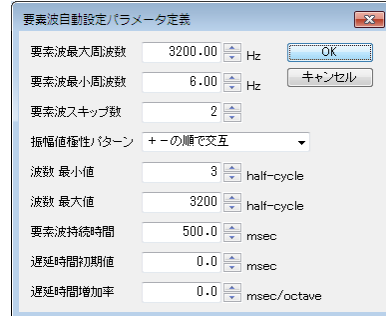 要素波自動設定パラメータ定義
要素波最大周波数 3200.00 Hz OK
要素波最小周波数 6.00 Hz キャンセル
要素波スキップ数 2
振幅値極性パターン +-の順で交互
波数 最小値 3 half-cycle
波数 最大値 3200 half-cycle
要素波持続時間 500.0 msec
遅延時間初期値 0.0 msec
遅延時間増加率 0.0 msec/octave